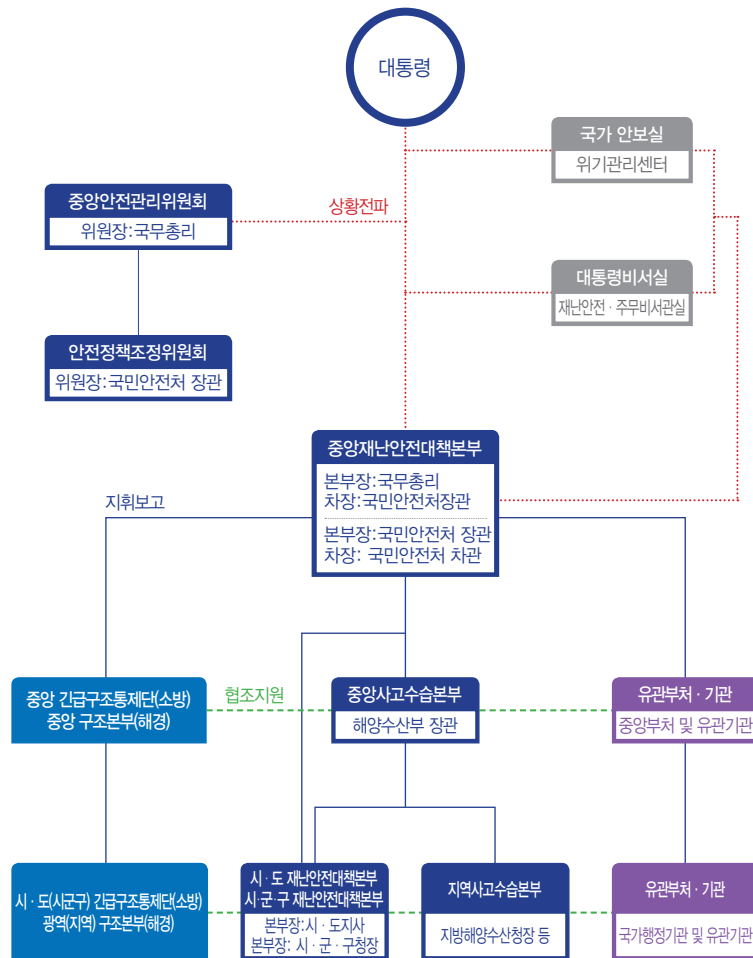 대통령
국가 안보실
위기관리센터
중앙안전관리위원회
위원장:국무총리
상황전파
대통령비서실
재난안전 · 주무비서관실
안전정책조정위원회
위원장:국민안전처 장관
중앙재난안전대책본부
본부장:국무총리
차장:국민안전처장관
본부장:국민안전처 장관
차장: 국민안전처 차관
지휘보고
중앙 긴급구조통제단(소방)
중앙 구조본부(해경)
협조지원
중앙사고수습본부
해양수산부 장관
유관부처 · 기관
중앙부처 및 유관기관
시 · 도(시군구) 긴급구조통제단(소방)
광역(지역) 구조본부(해경)
시 · 도 재난안전대책본부
시·군·구 재난안전대책본부
본부장:시 · 도지사
본부장: 시 · 군 · 구청장
지역사고수습본부
지방해양수산청장 등
유관부처 · 기관
국가행정기관 및 유관기관